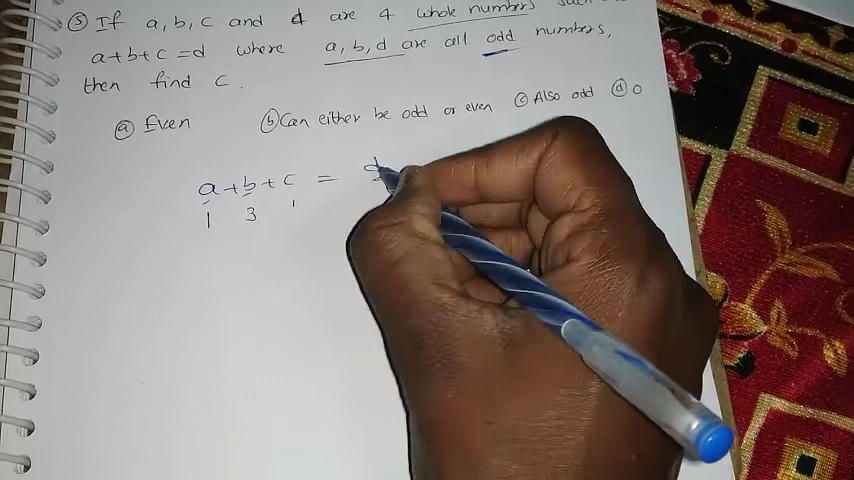 ⑤ If a, b, c and d are 4 whole numbers such
a+b+c=d where a, b, d are all odd numbers,
then find c.
ⓐ Even ⓑ Can either be odd or even ⓒ Also odd ⓓ 0
a + b + c = d
1 3 1